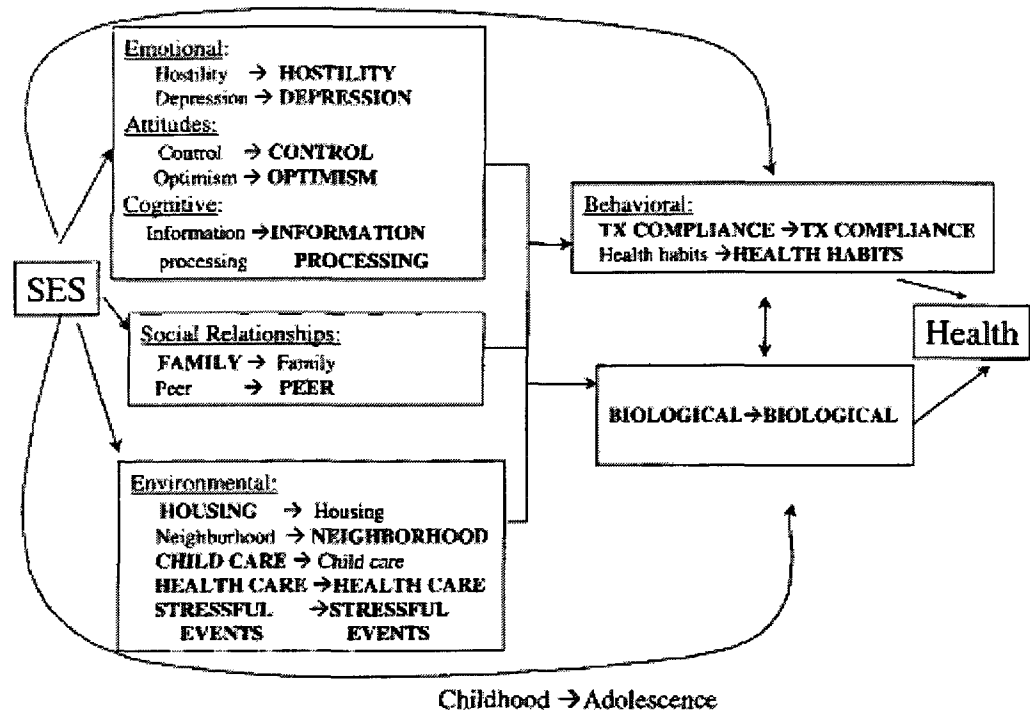 Emotional:
Hostility → HOSTILITY
Depression → DEPRESSION
Attitudes:
Control → CONTROL
Optimism → OPTIMISM
Cognitive:
Information → INFORMATION
processing PROCESSING
SES
Social Relationships:
FAMILY → Family
Peer → PEER
Environmental:
HOUSING → Housing
Neighborhood → NEIGHBORHOOD
CHILD CARE → Child care
HEALTH CARE → HEALTH CARE
STRESSFUL → STRESSFUL
EVENTS EVENTS
Behavioral:
TX COMPLIANCE → TX COMPLIANCE
Health habits → HEALTH HABITS
Health
BIOLOGICAL → BIOLOGICAL
Childhood → Adolescence